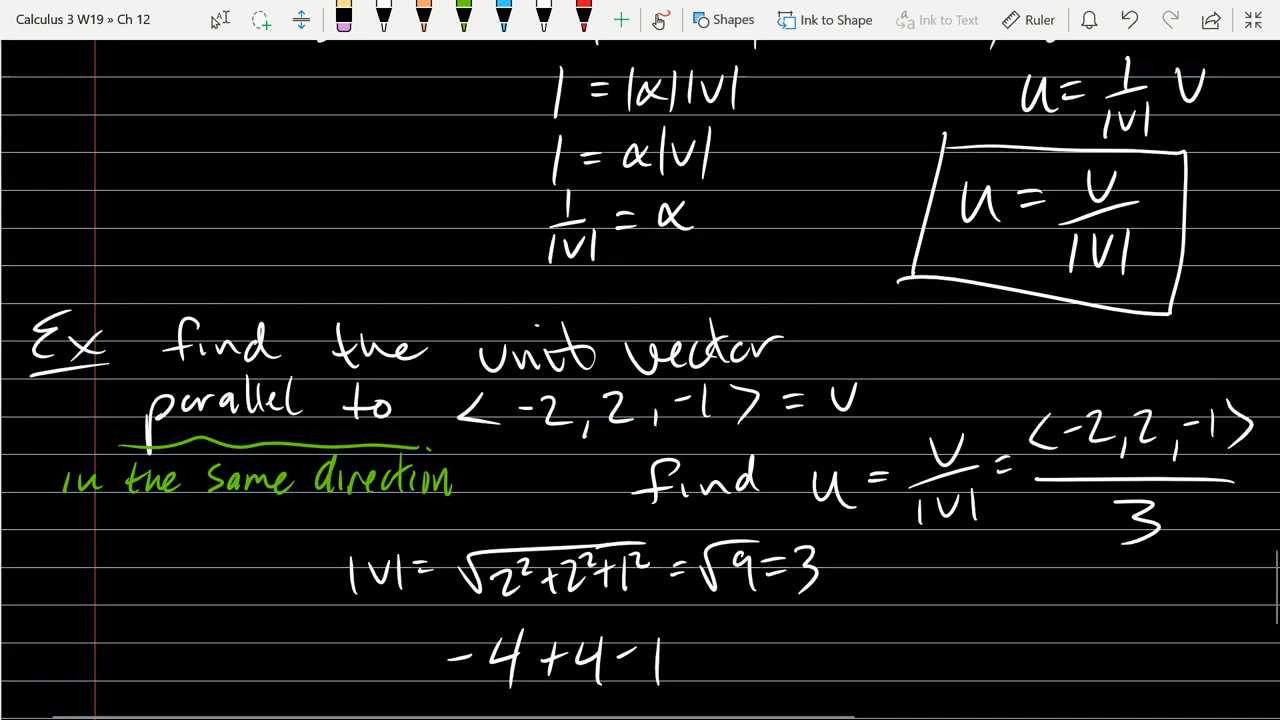 Calculus 3 W19 » Ch 12
Shapes
Ink to Shape
Ink to Text
Ruler
1 = |α||v|
1 = α|v|
1/|v| = α
u = 1/|v| v
u = v/|v|
Ex find the unit vector
parallel to < -2, 2, -1 > = v
in the same direction
find u = v/|v| = <-2, 2, -1>/3
|v| = √2²+2²+1² = √9 = 3
-4+4-1